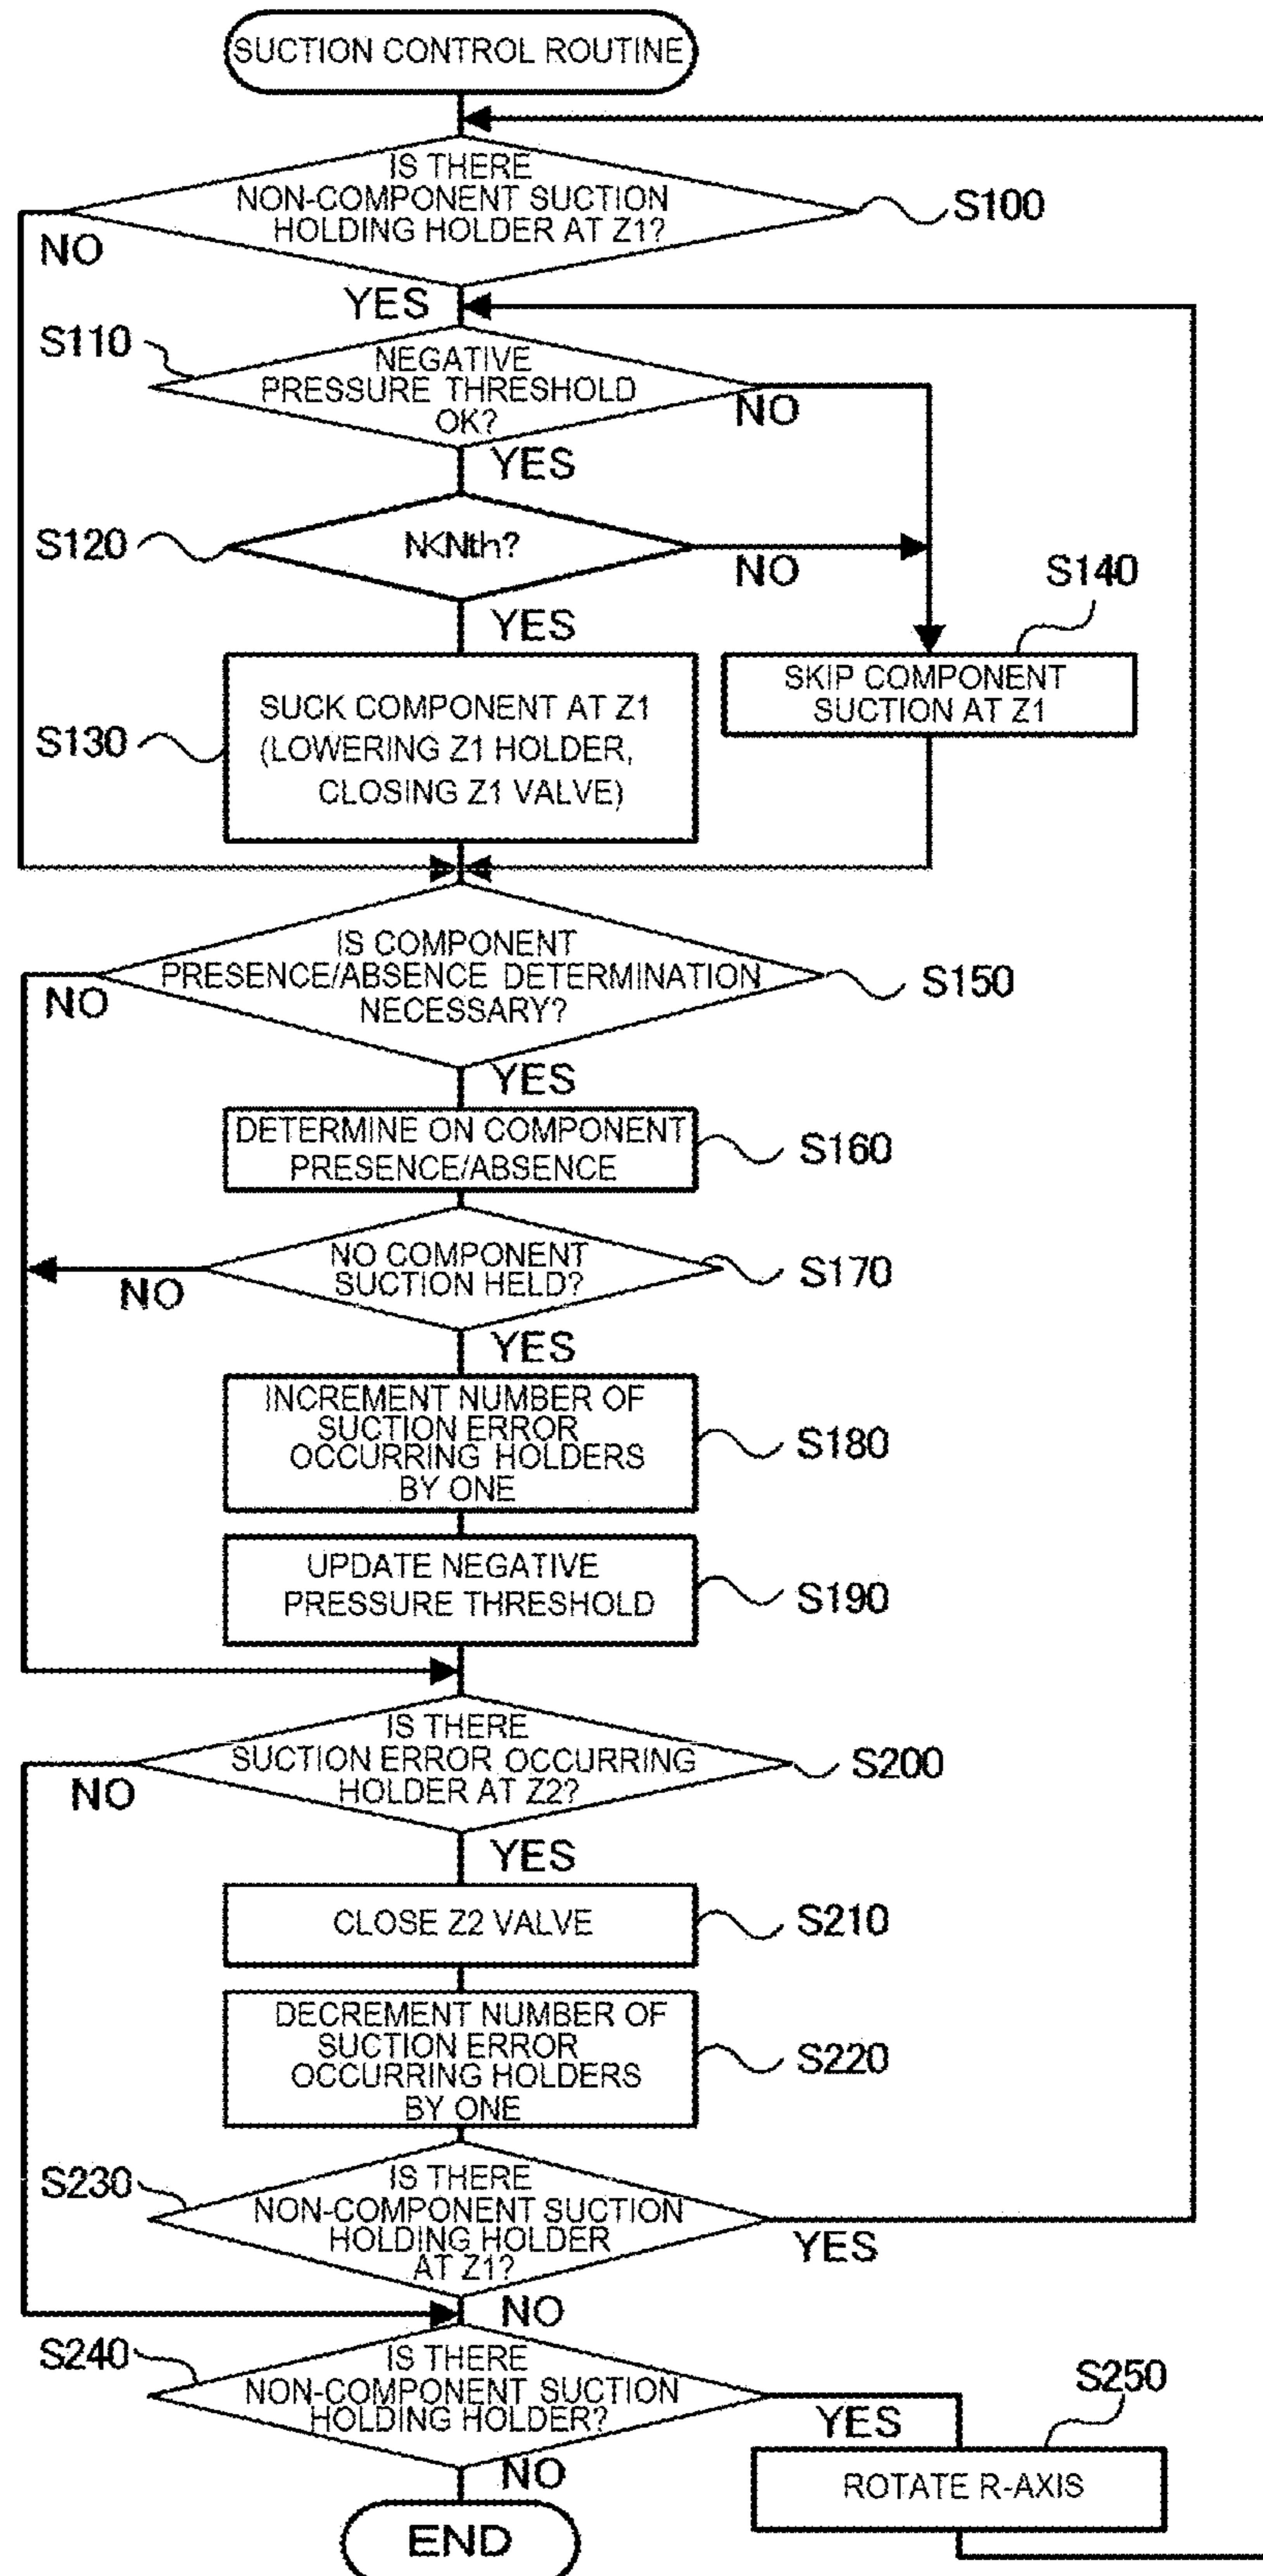 SUCTION CONTROL ROUTINE
IS THERE
NON-COMPONENT SUCTION
HOLDING HOLDER AT Z1?
S100
NO
YES
S110
NEGATIVE
PRESSURE THRESHOLD
OK?
NO
YES
S120
N<Nth?
NO
S140
YES
SKIP COMPONENT
SUCTION AT Z1
S130
SUCK COMPONENT AT Z1
(LOWERING Z1 HOLDER,
CLOSING Z1 VALVE)
IS COMPONENT
PRESENCE/ABSENCE DETERMINATION
NECESSARY?
S150
NO
YES
DETERMINE ON COMPONENT
PRESENCE/ABSENCE
S160
NO COMPONENT
SUCTION HELD?
S170
NO
YES
INCREMENT NUMBER OF
SUCTION ERROR
OCCURRING HOLDERS
BY ONE
S180
UPDATE NEGATIVE
PRESSURE THRESHOLD
S190
IS THERE
SUCTION ERROR OCCURRING
HOLDER AT Z2?
S200
NO
YES
CLOSE Z2 VALVE
S210
DECREMENT NUMBER OF
SUCTION ERROR
OCCURRING HOLDERS
BY ONE
S220
S230
IS THERE
NON-COMPONENT SUCTION
HOLDING HOLDER
AT Z1?
YES
NO
S240
IS THERE
NON-COMPONENT SUCTION
HOLDING HOLDER?
S250
YES
ROTATE R-AXIS
NO
END